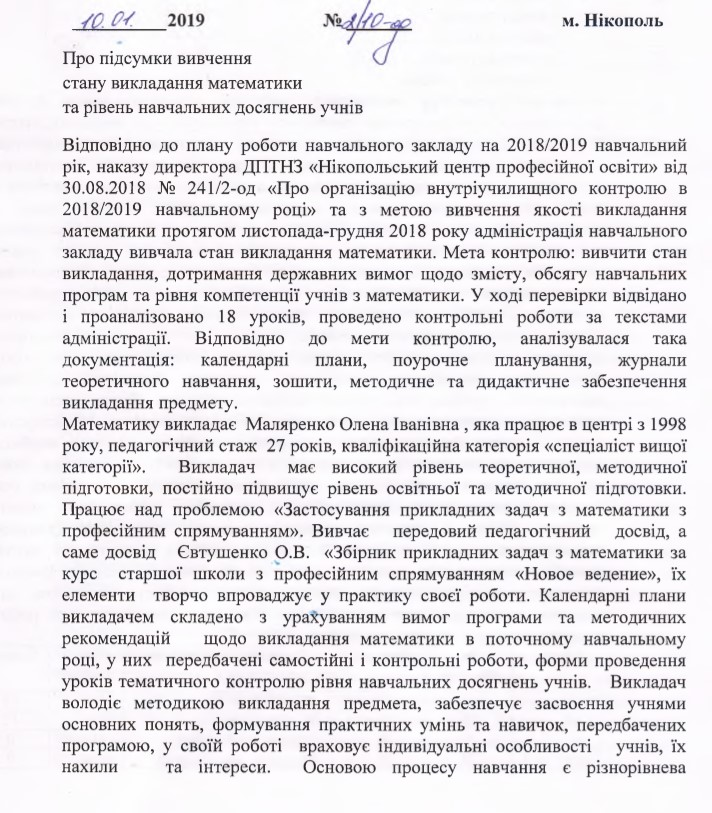 10.01. 2019 № 2/10-од м. Нікополь
Про підсумки вивчення
стану викладання математики
та рівень навчальних досягнень учнів
Відповідно до плану роботи навчального закладу на 2018/2019 навчальний
рік, наказу директора ДПТНЗ «Нікопольський центр професійної освіти» від
30.08.2018 № 241/2-од «Про організацію внутріучилищного контролю в
2018/2019 навчальному році» та з метою вивчення якості викладання
математики протягом листопада-грудня 2018 року адміністрація навчального
закладу вивчала стан викладання математики. Мета контролю: вивчити стан
викладання, дотримання державних вимог щодо змісту, обсягу навчальних
програм та рівня компетенції учнів з математики. У ході перевірки відвідано
і проаналізовано 18 уроків, проведено контрольні роботи за текстами
адміністрації. Відповідно до мети контролю, аналізувалася така
документація: календарні плани, поурочне планування, журнали
теоретичного навчання, зошити, методичне та дидактичне забезпечення
викладання предмету.
Математику викладає Маляренко Олена Іванівна , яка працює в центрі з 1998
року, педагогічний стаж 27 років, кваліфікаційна категорія «спеціаліст вищої
категорії». Викладач має високий рівень теоретичної, методичної
підготовки, постійно підвищує рівень освітньої та методичної підготовки.
Працює над проблемою «Застосування прикладних задач з математики з
професійним спрямуванням». Вивчає передовий педагогічний досвід, а
саме досвід Євтушенко О.В. «Збірник прикладних задач з математики за
курс старшої школи з професійним спрямуванням «Новое ведение», їх
елементи творчо впроваджує у практику своєї роботи. Календарні плани
викладачем складено з урахуванням вимог програми та методичних
рекомендацій щодо викладання математики в поточному навчальному
році, у них передбачені самостійні і контрольні роботи, форми проведення
уроків тематичного контролю рівня навчальних досягнень учнів. Викладач
володіє методикою викладання предмета, забезпечує засвоєння учнями
основних понять, формування практичних умінь та навичок, передбачених
програмою, у своїй роботі враховує індивідуальні особливості учнів, їх
нахили та інтереси. Основою процесу навчання є різнорівнева